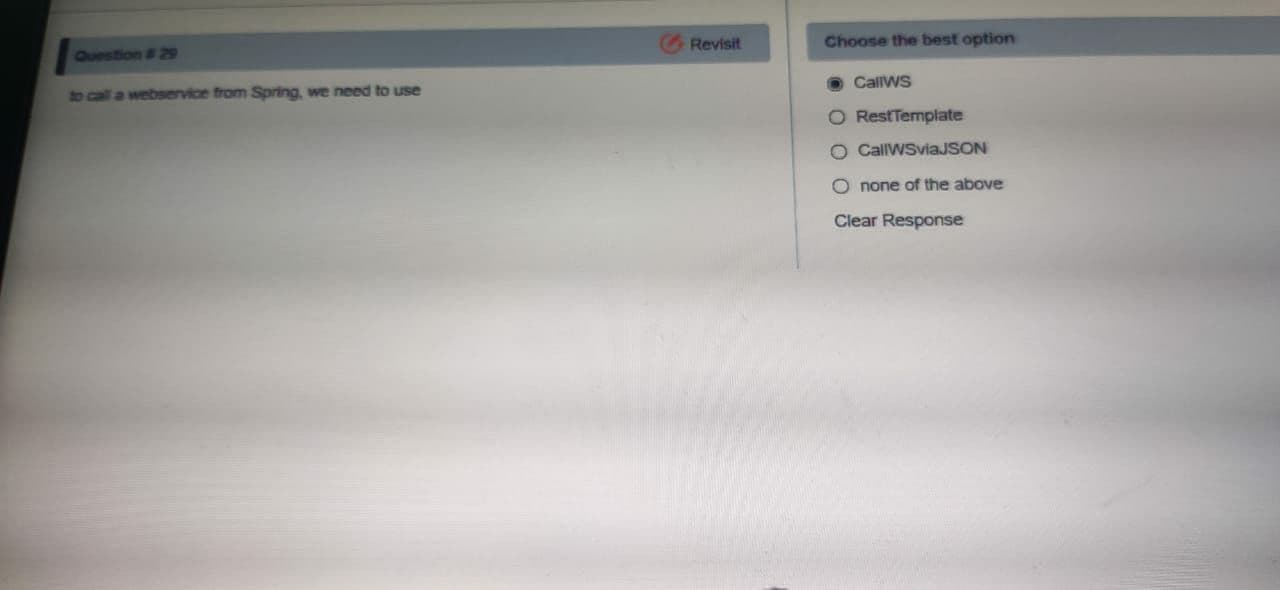 Question # 29
Revisit
to call a webservice from Spring, we need to use
Choose the best option
CallWS
RestTemplate
CallWSviaJSON
none of the above
Clear Response